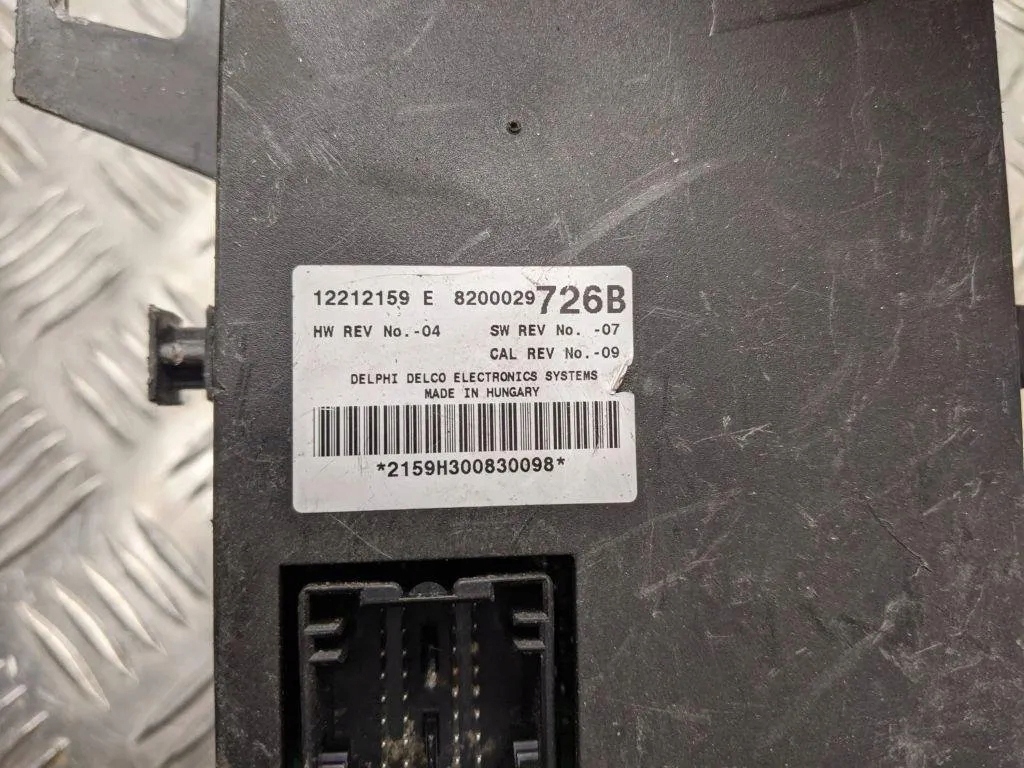 12212159 E 8200029726B
HW REV No.-04 SW REV No. -07
CAL REV No.-09
DELPHI DELCO ELECTRONICS SYSTEMS
MADE IN HUNGARY
*2159H300830098*